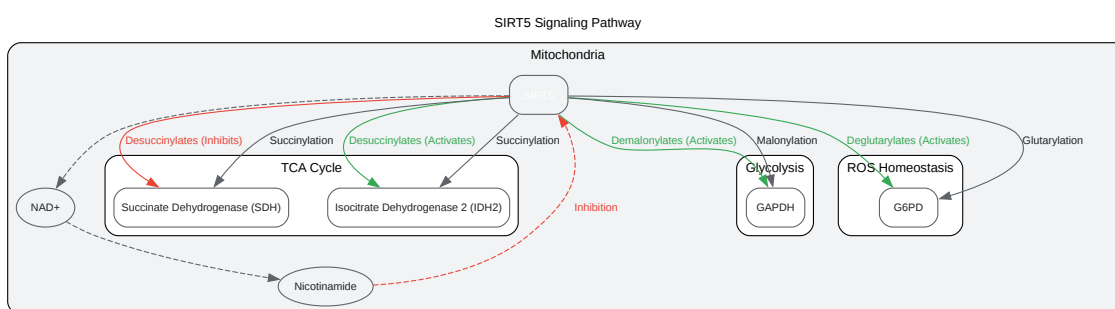 SIRT5 Signaling Pathway
Mitochondria
SIRT5
Desuccinylates (Inhibits)
Succinylation
Desuccinylates (Activates)
Succinylation
Demalonylates (Activates)
Malonylation
Deglutarylates (Activates)
Glutarylation
TCA Cycle
Glycolysis
ROS Homeostasis
NAD+
Succinate Dehydrogenase (SDH)
Isocitrate Dehydrogenase 2 (IDH2)
Inhibition
GAPDH
G6PD
Nicotinamide